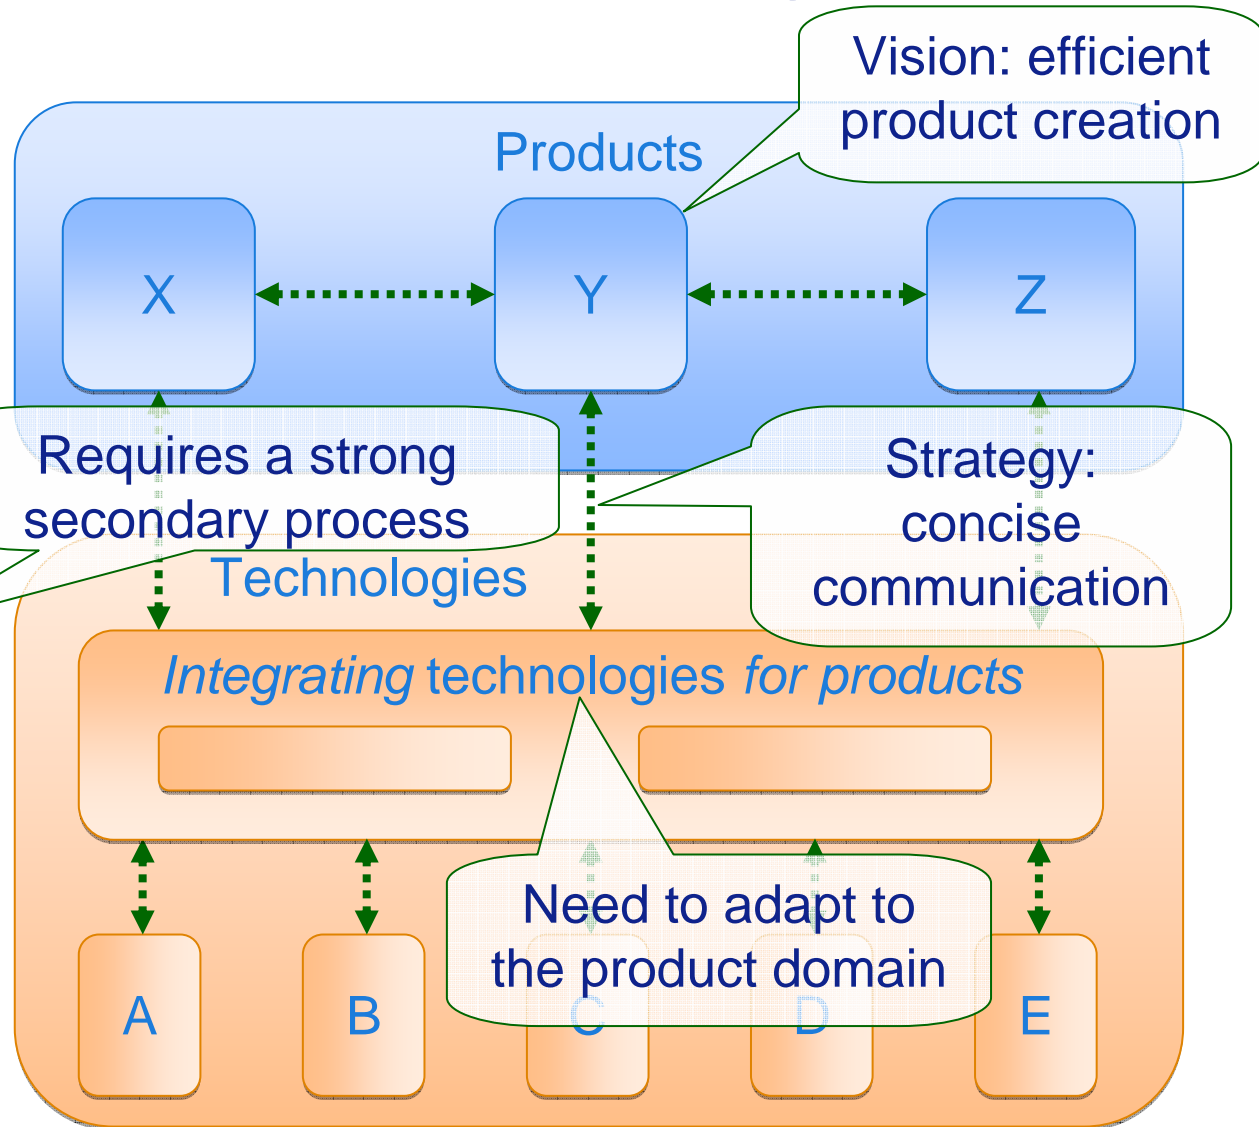 Vision: efficient
product creation
Products
X
Y
Z
Requires a strong
secondary process
Strategy:
concise
communication
Technologies
Integrating technologies for products
Need to adapt to
the product domain
A
B
C
D
E